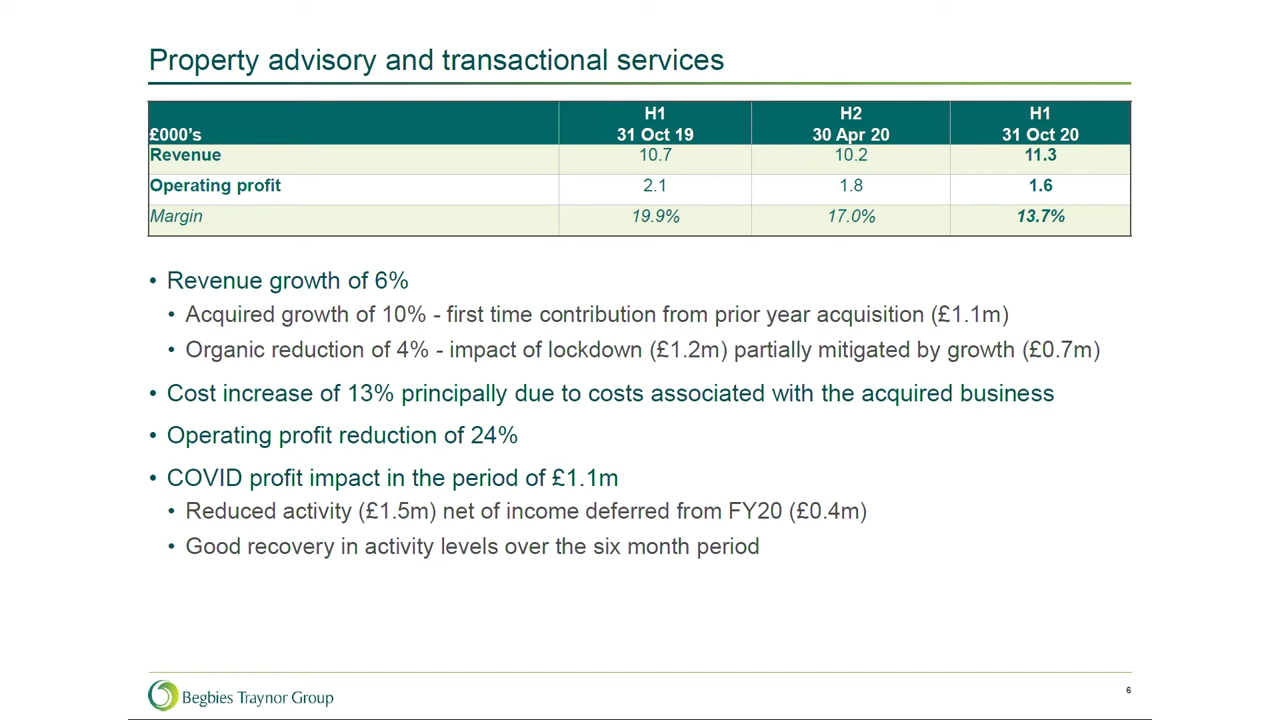 Property advisory and transactional services
H1 H2 H1
£000’s 31 Oct 19 30 Apr 20 31 Oct 20
Revenue 10.7 10.2 11.3
Operating profit 2.1 1.8 1.6
Margin 19.9% 17.0% 13.7%
• Revenue growth of 6%
• Acquired growth of 10% - first time contribution from prior year acquisition (£1.1m)
• Organic reduction of 4% - impact of lockdown (£1.2m) partially mitigated by growth (£0.7m)
• Cost increase of 13% principally due to costs associated with the acquired business
• Operating profit reduction of 24%
• COVID profit impact in the period of £1.1m
• Reduced activity (£1.5m) net of income deferred from FY20 (£0.4m)
• Good recovery in activity levels over the six month period
Begbies Traynor Group
6